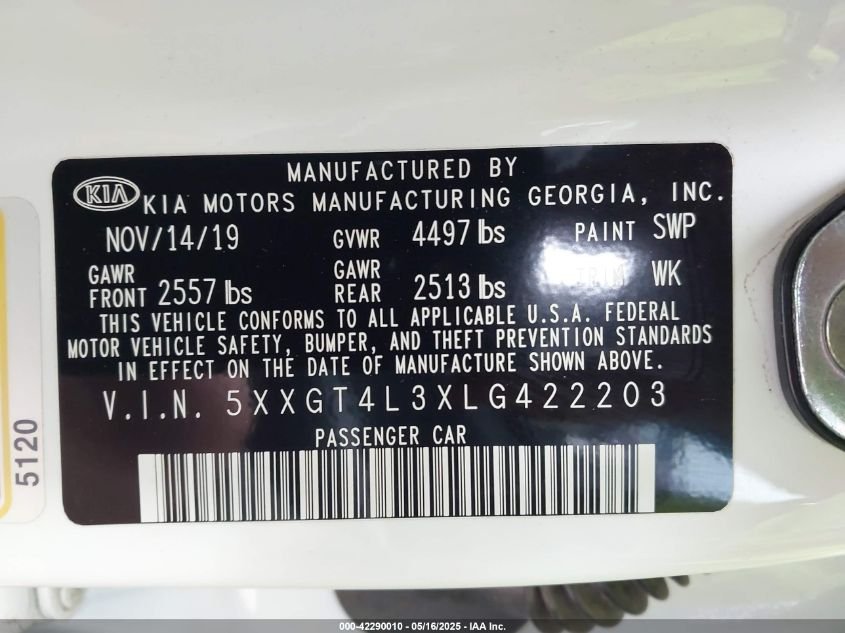 MANUFACTURED BY
KIA KIA MOTORS MANUFACTURING GEORGIA, INC.
NOV/14/19 GVWR 4497 lbs PAINT SWP
GAWR FRONT 2557 lbs GAWR REAR 2513 lbs TRIM WK
THIS VEHICLE CONFORMS TO ALL APPLICABLE U.S.A. FEDERAL
MOTOR VEHICLE SAFETY, BUMPER, AND THEFT PREVENTION STANDARDS
IN EFFECT ON THE DATE OF MANUFACTURE SHOWN ABOVE.
V.I.N. 5XXGT4L3XLG422203
PASSENGER CAR
5120
000-42290010 - 05/16/2025 - IAA Inc.